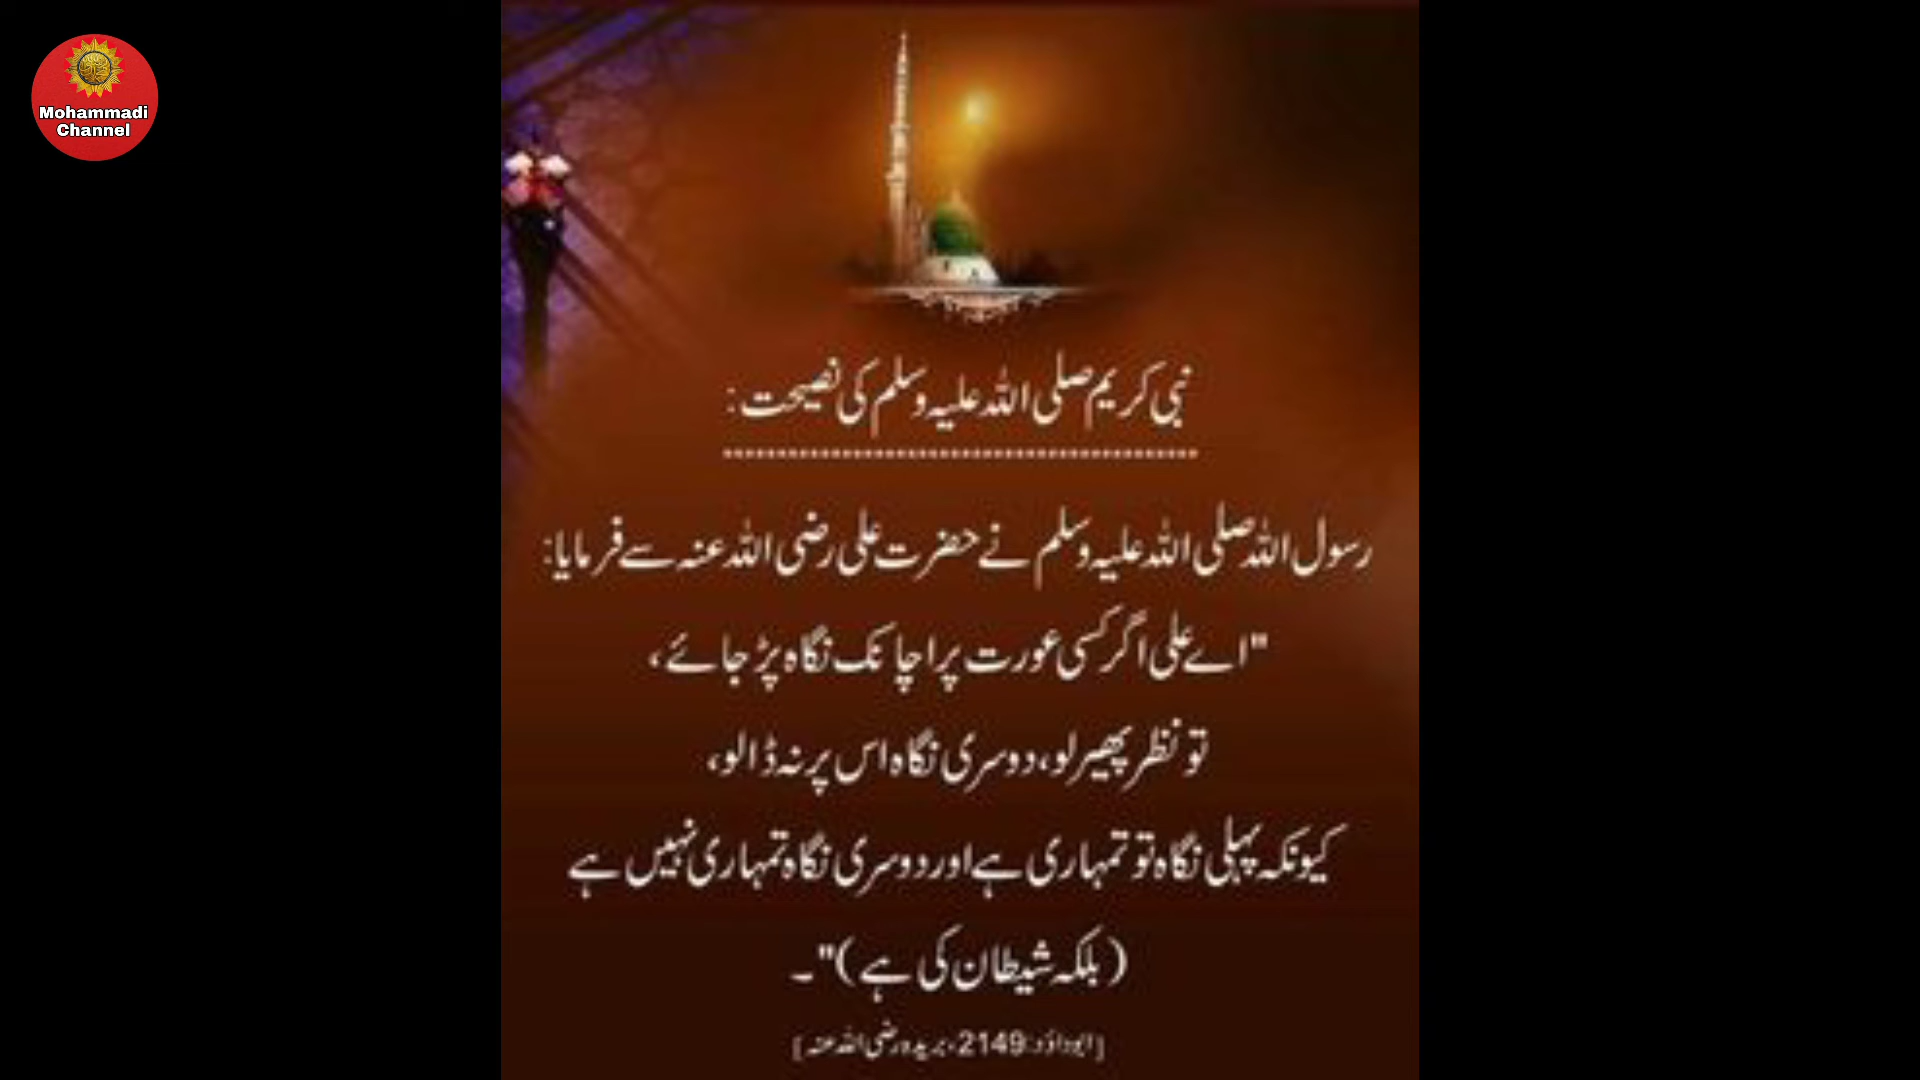 Mohammadi
Channel
نبی کریم صلی اللہ علیہ وسلم کی نصیحت:
رسول اللہ صلی اللہ علیہ وسلم نے حضرت علی رضی اللہ عنہ سے فرمایا:
"اے علی اگر کسی عورت پر اچانک نگاہ پڑ جائے،
تو نظر پھیر لو، دوسری نگاہ اس پر نہ ڈالو،
کیونکہ پہلی نگاہ تو تمہاری ہے اور دوسری نگاہ تمہاری نہیں ہے
(بلکہ شیطان کی ہے)"۔
[ابوداؤد:2149، بریدہ رضی اللہ عنہ]